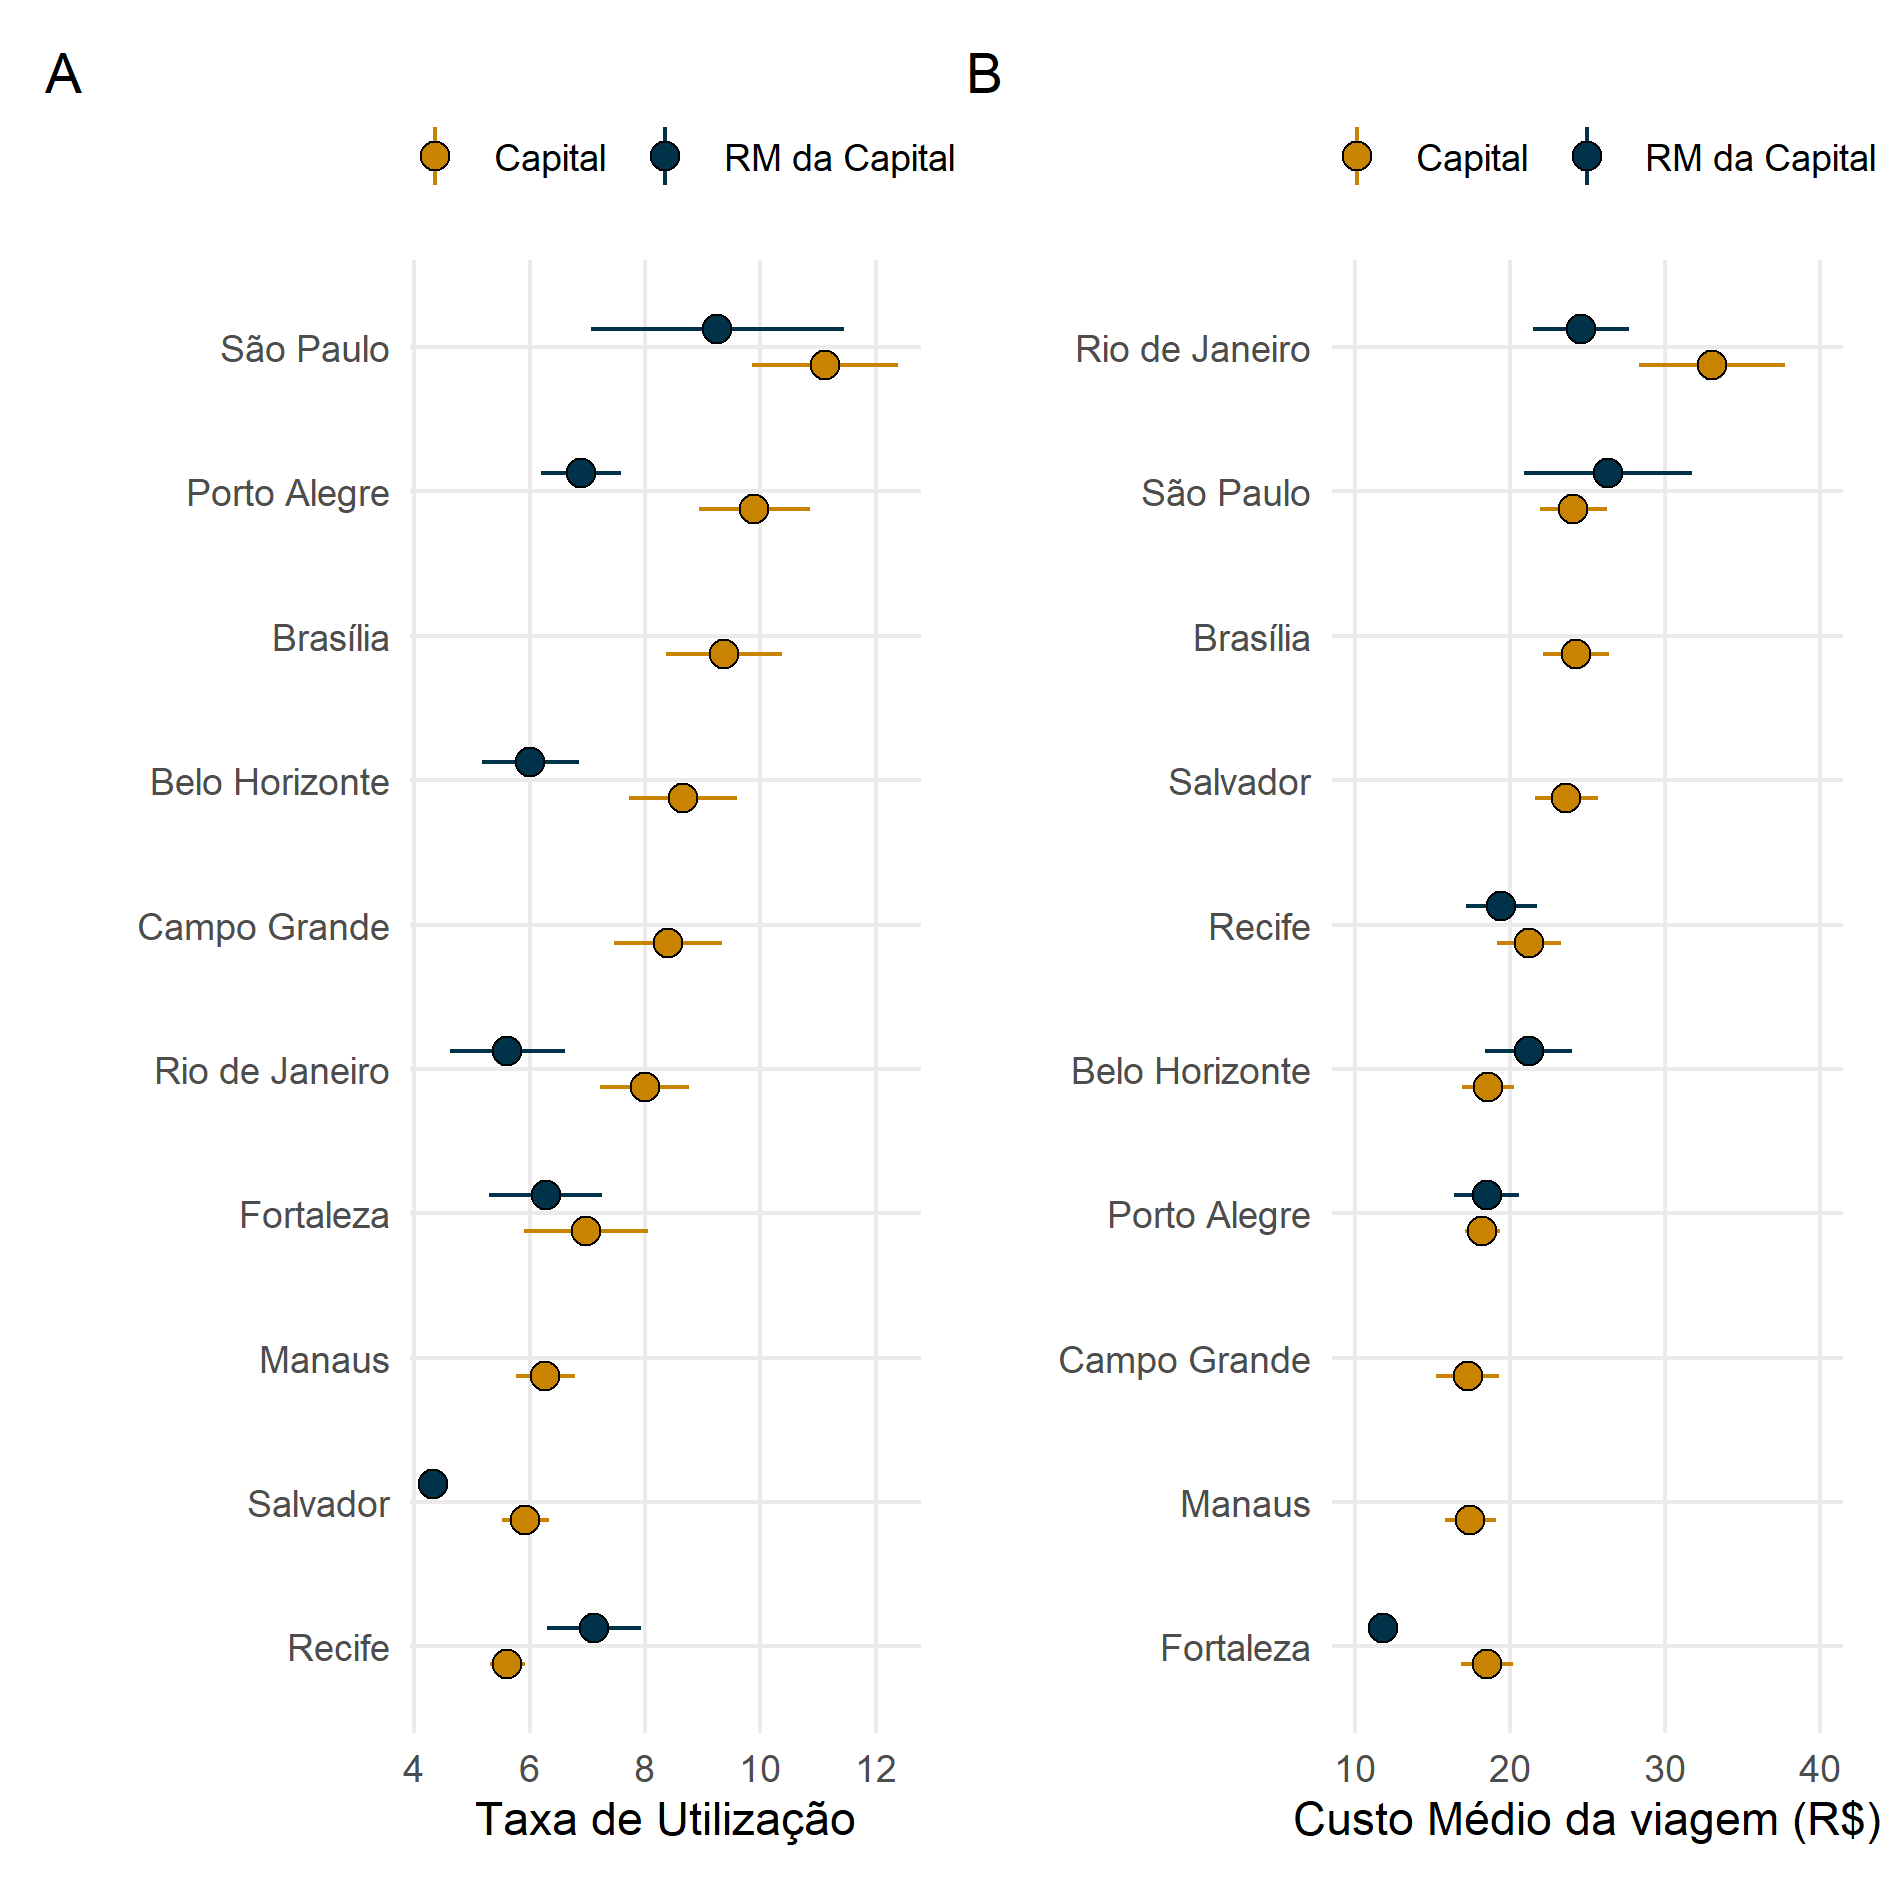 A
Capital
RM da Capital
São Paulo
Porto Alegre
Brasília
Belo Horizonte
Campo Grande
Rio de Janeiro
Fortaleza
Manaus
Salvador
Recife
4 6 8 10 12
Taxa de Utilização
B
Capital
RM da Capital
Rio de Janeiro
São Paulo
Brasília
Salvador
Recife
Belo Horizonte
Porto Alegre
Campo Grande
Manaus
Fortaleza
10 20 30 40
Custo Médio da viagem (R$)